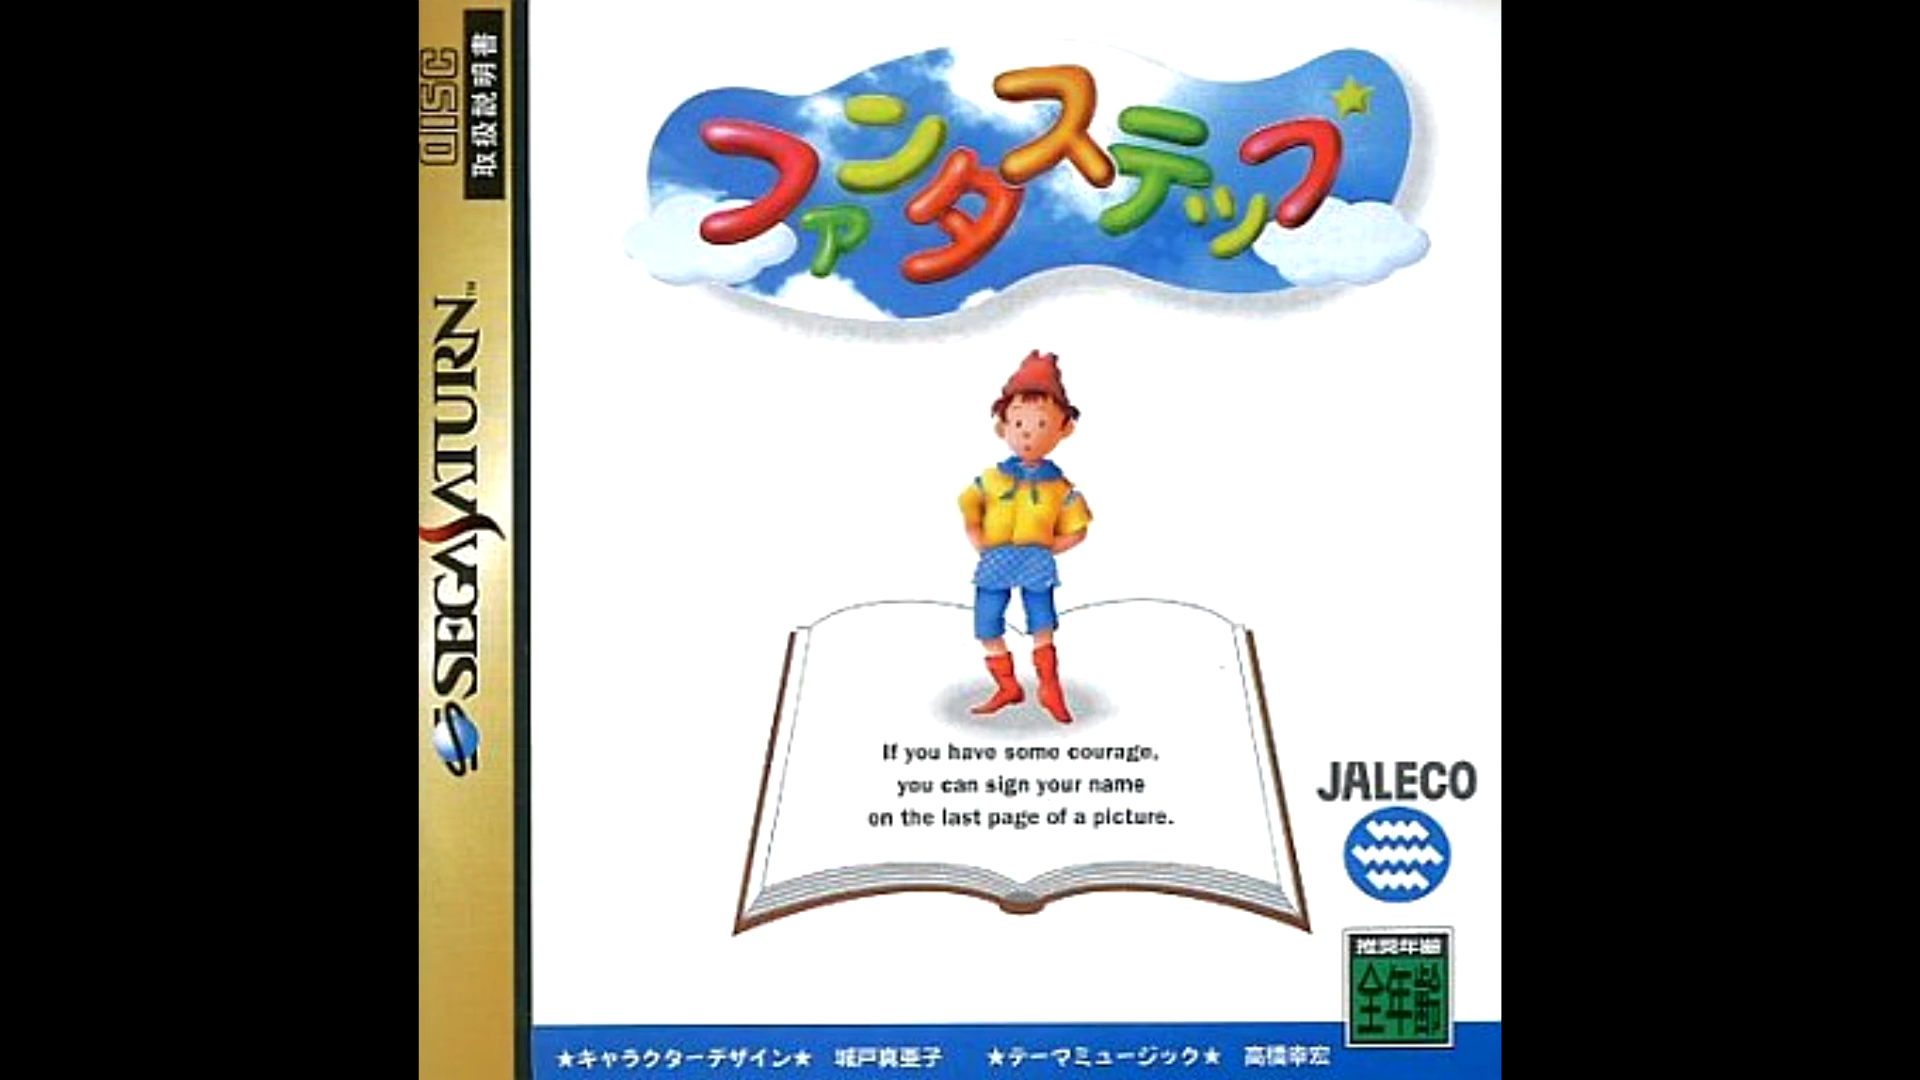 DISC
取扱説明書
SEGA SATURN™
ファンタステップ
If you have some courage,
you can sign your name
on the last page of a picture.
JALECO
推奨年齢
全年齢
★キャラクターデザイン★ 城戸真亜子 ★テーマミュージック★ 高橋幸宏